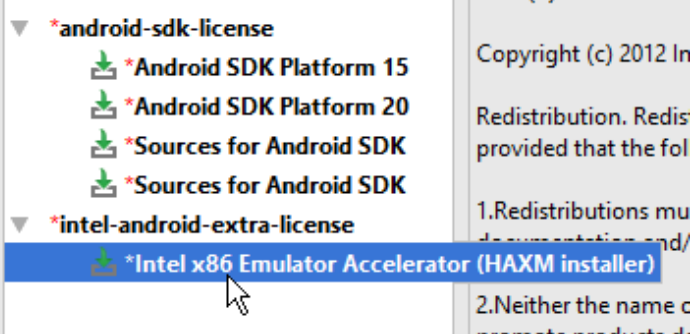 *android-sdk-license
*Android SDK Platform 15
*Android SDK Platform 20
*Sources for Android SDK
*Sources for Android SDK
*intel-android-extra-license
*Intel x86 Emulator Accelerator (HAXM installer)
Copyright (c) 2012 In
Redistribution. Redist
provided that the fol
1.Redistributions mu
and/
2.Neither the name o